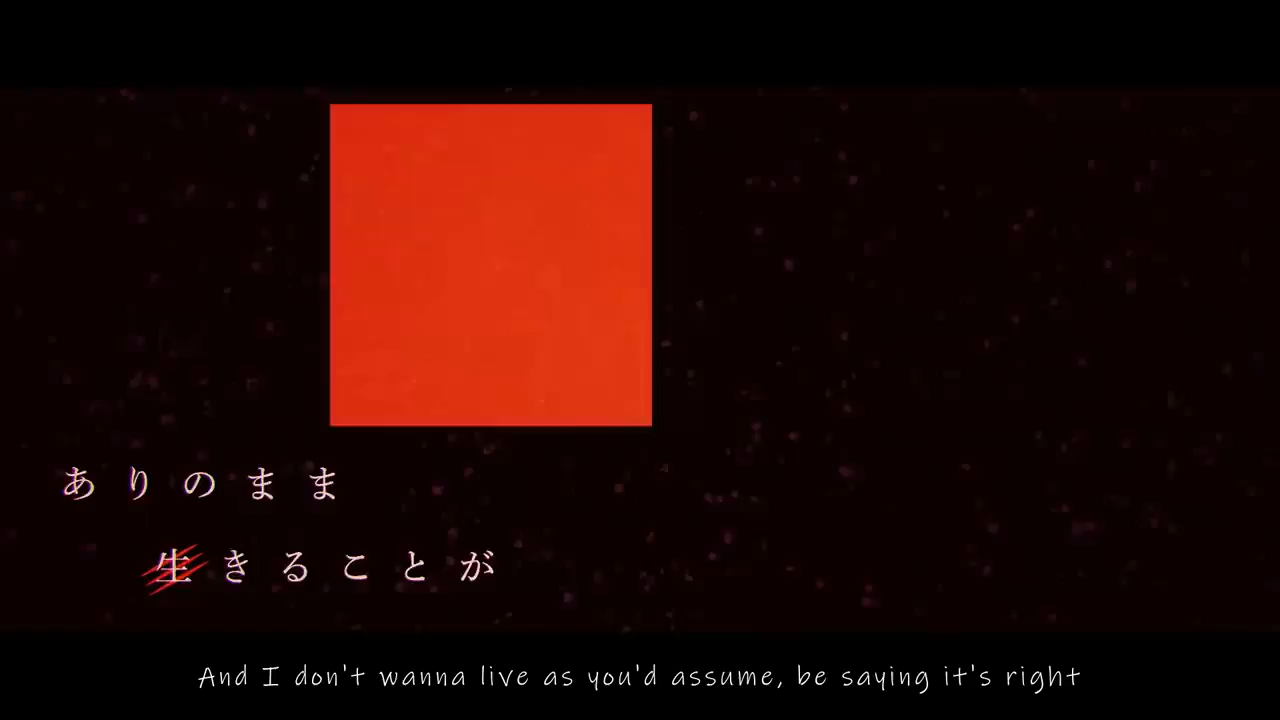 ありのまま
生きることが
And I don't wanna live as you'd assume, be saying it's right